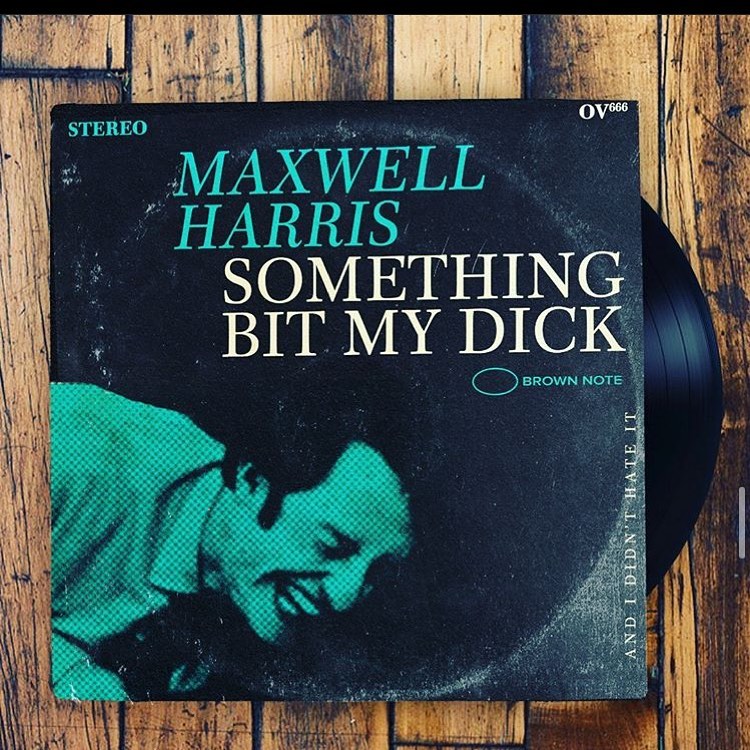 STEREO
OV666
MAXWELL
HARRIS
SOMETHING
BIT MY DICK
BROWN NOTE
AND I DIDN'T HATE IT